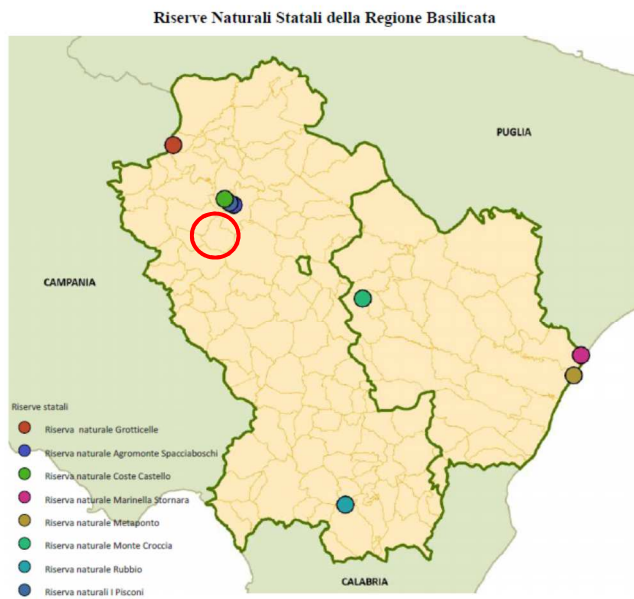 Riserve Naturali Statali della Regione Basilicata
PUGLIA
CAMPANIA
Riserve statali
Riserva naturale Grotticelle
Riserva naturale Agromonte Spacciaboschi
Riserva naturale Coste Castello
Riserva naturale Marinella Stornara
Riserva naturale Metaponto
Riserva naturale Monte Croccia
Riserva naturale Rubbio
Riserva naturali I Pisconi
CALABRIA